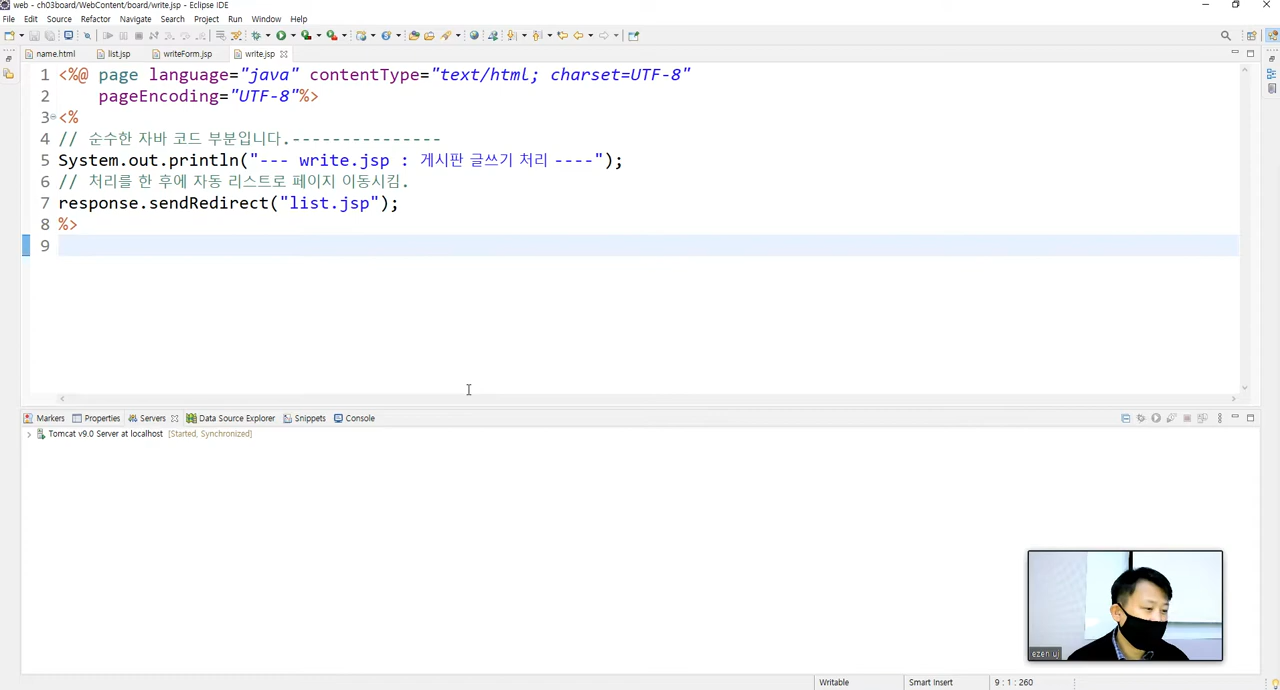 web - ch03board/WebContent/board/write.jsp - Eclipse IDE
File Edit Source Refactor Navigate Search Project Run Window Help
name.html list.jsp writeForm.jsp write.jsp
1 <%@ page language="java" contentType="text/html; charset=UTF-8"
2 pageEncoding="UTF-8"%>
3 <%
4 // 순수한 자바 코드 부분입니다.---------------
5 System.out.println("--- write.jsp : 게시판 글쓰기 처리 ----");
6 // 처리를 한 후에 자동 리스트로 페이지 이동시킴.
7 response.sendRedirect("list.jsp");
8 %>
9
Markers Properties Servers Data Source Explorer Snippets Console
Tomcat v9.0 Server at localhost [Started, Synchronized]
ezen uj
Writable Smart Insert 9 : 1 : 260